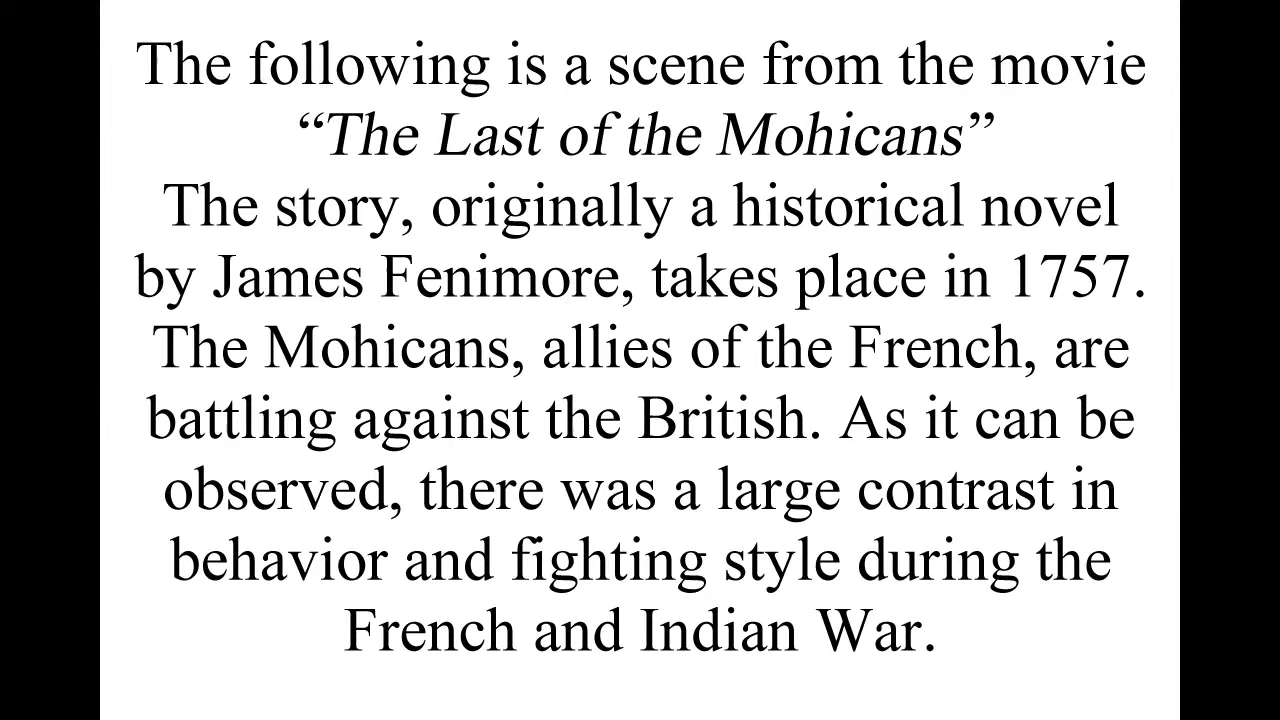 The following is a scene from the movie
“The Last of the Mohicans”
The story, originally a historical novel
by James Fenimore, takes place in 1757.
The Mohicans, allies of the French, are
battling against the British. As it can be
observed, there was a large contrast in
behavior and fighting style during the
French and Indian War.